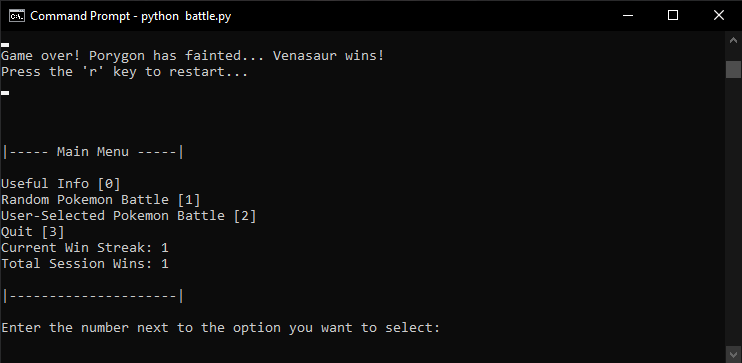 Command Prompt - python  battle.py
Game over! Porygon has fainted... Venasaur wins!
Press the 'r' key to restart...
|----- Main Menu -----|
Useful Info [0]
Random Pokemon Battle [1]
User-Selected Pokemon Battle [2]
Quit [3]
Current Win Streak: 1
Total Session Wins: 1
|---------------------|
Enter the number next to the option you want to select: